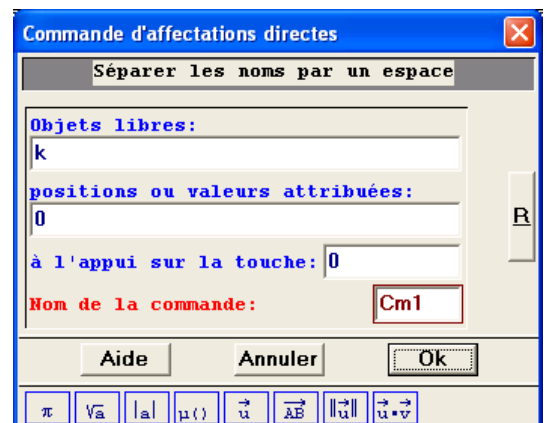 Commande d'affectations directes
Séparer les noms par un espace
Objets libres:
k
positions ou valeurs attribuées:
0
R
à l'appui sur la touche: 0
Nom de la commande: Cm1
Aide Annuler Ok
π √a |a| μ() u⃗ AB⃗ ||u⃗|| u⃗•v⃗